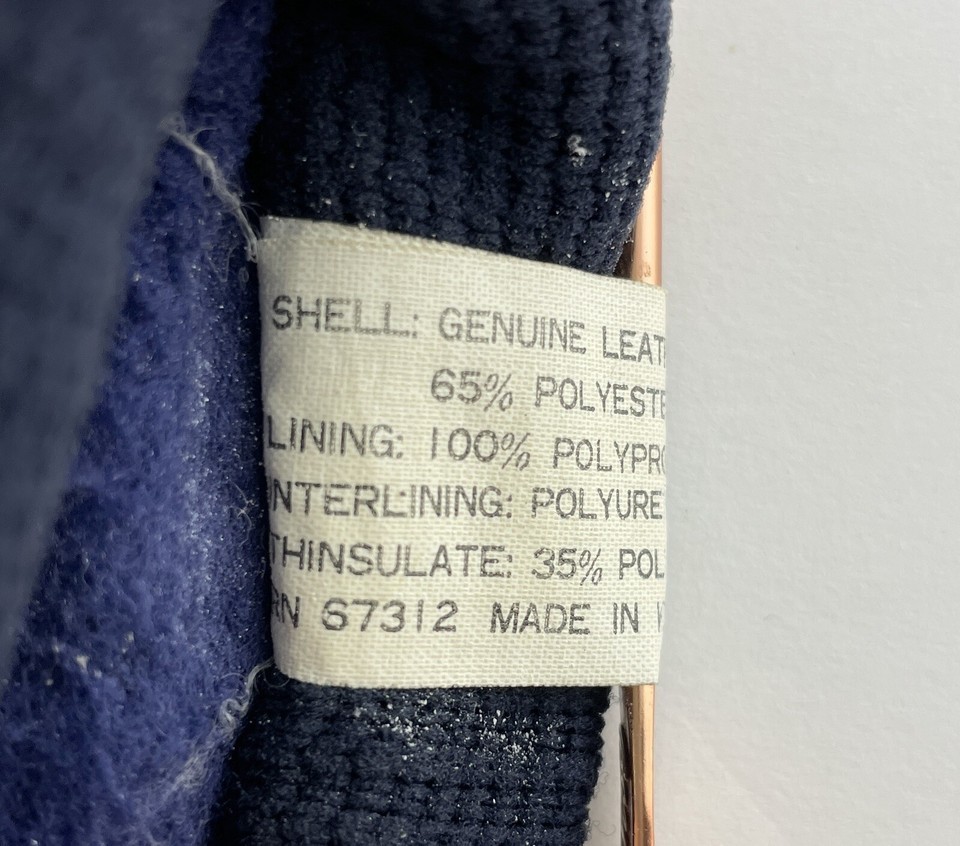 SHELL: GENUINE LEAT
65% POLYESTE
LINING: 100% POLYPRO
NTERLINING: POLYURE
THINSULATE: 35% POL
RN 67312 MADE IN